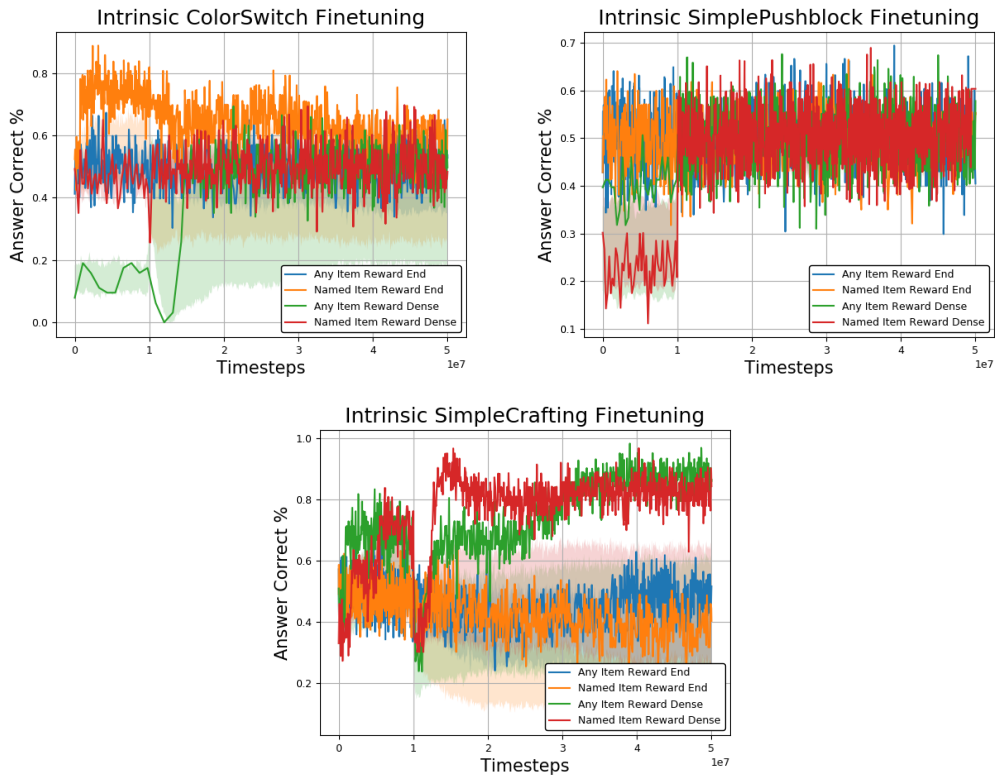 Intrinsic ColorSwitch Finetuning
Answer Correct %
0.8
0.6
0.4
0.2
0.0
Any Item Reward End
Named Item Reward End
Any Item Reward Dense
Named Item Reward Dense
0 1 2 3 4 5
1e7
Timesteps
Intrinsic SimplePushblock Finetuning
Answer Correct %
0.7
0.6
0.5
0.4
0.3
0.2
0.1
Any Item Reward End
Named Item Reward End
Any Item Reward Dense
Named Item Reward Dense
0 1 2 3 4 5
1e7
Timesteps
Intrinsic SimpleCrafting Finetuning
Answer Correct %
1.0
0.8
0.6
0.4
0.2
Any Item Reward End
Named Item Reward End
Any Item Reward Dense
Named Item Reward Dense
0 1 2 3 4 5
1e7
Timesteps